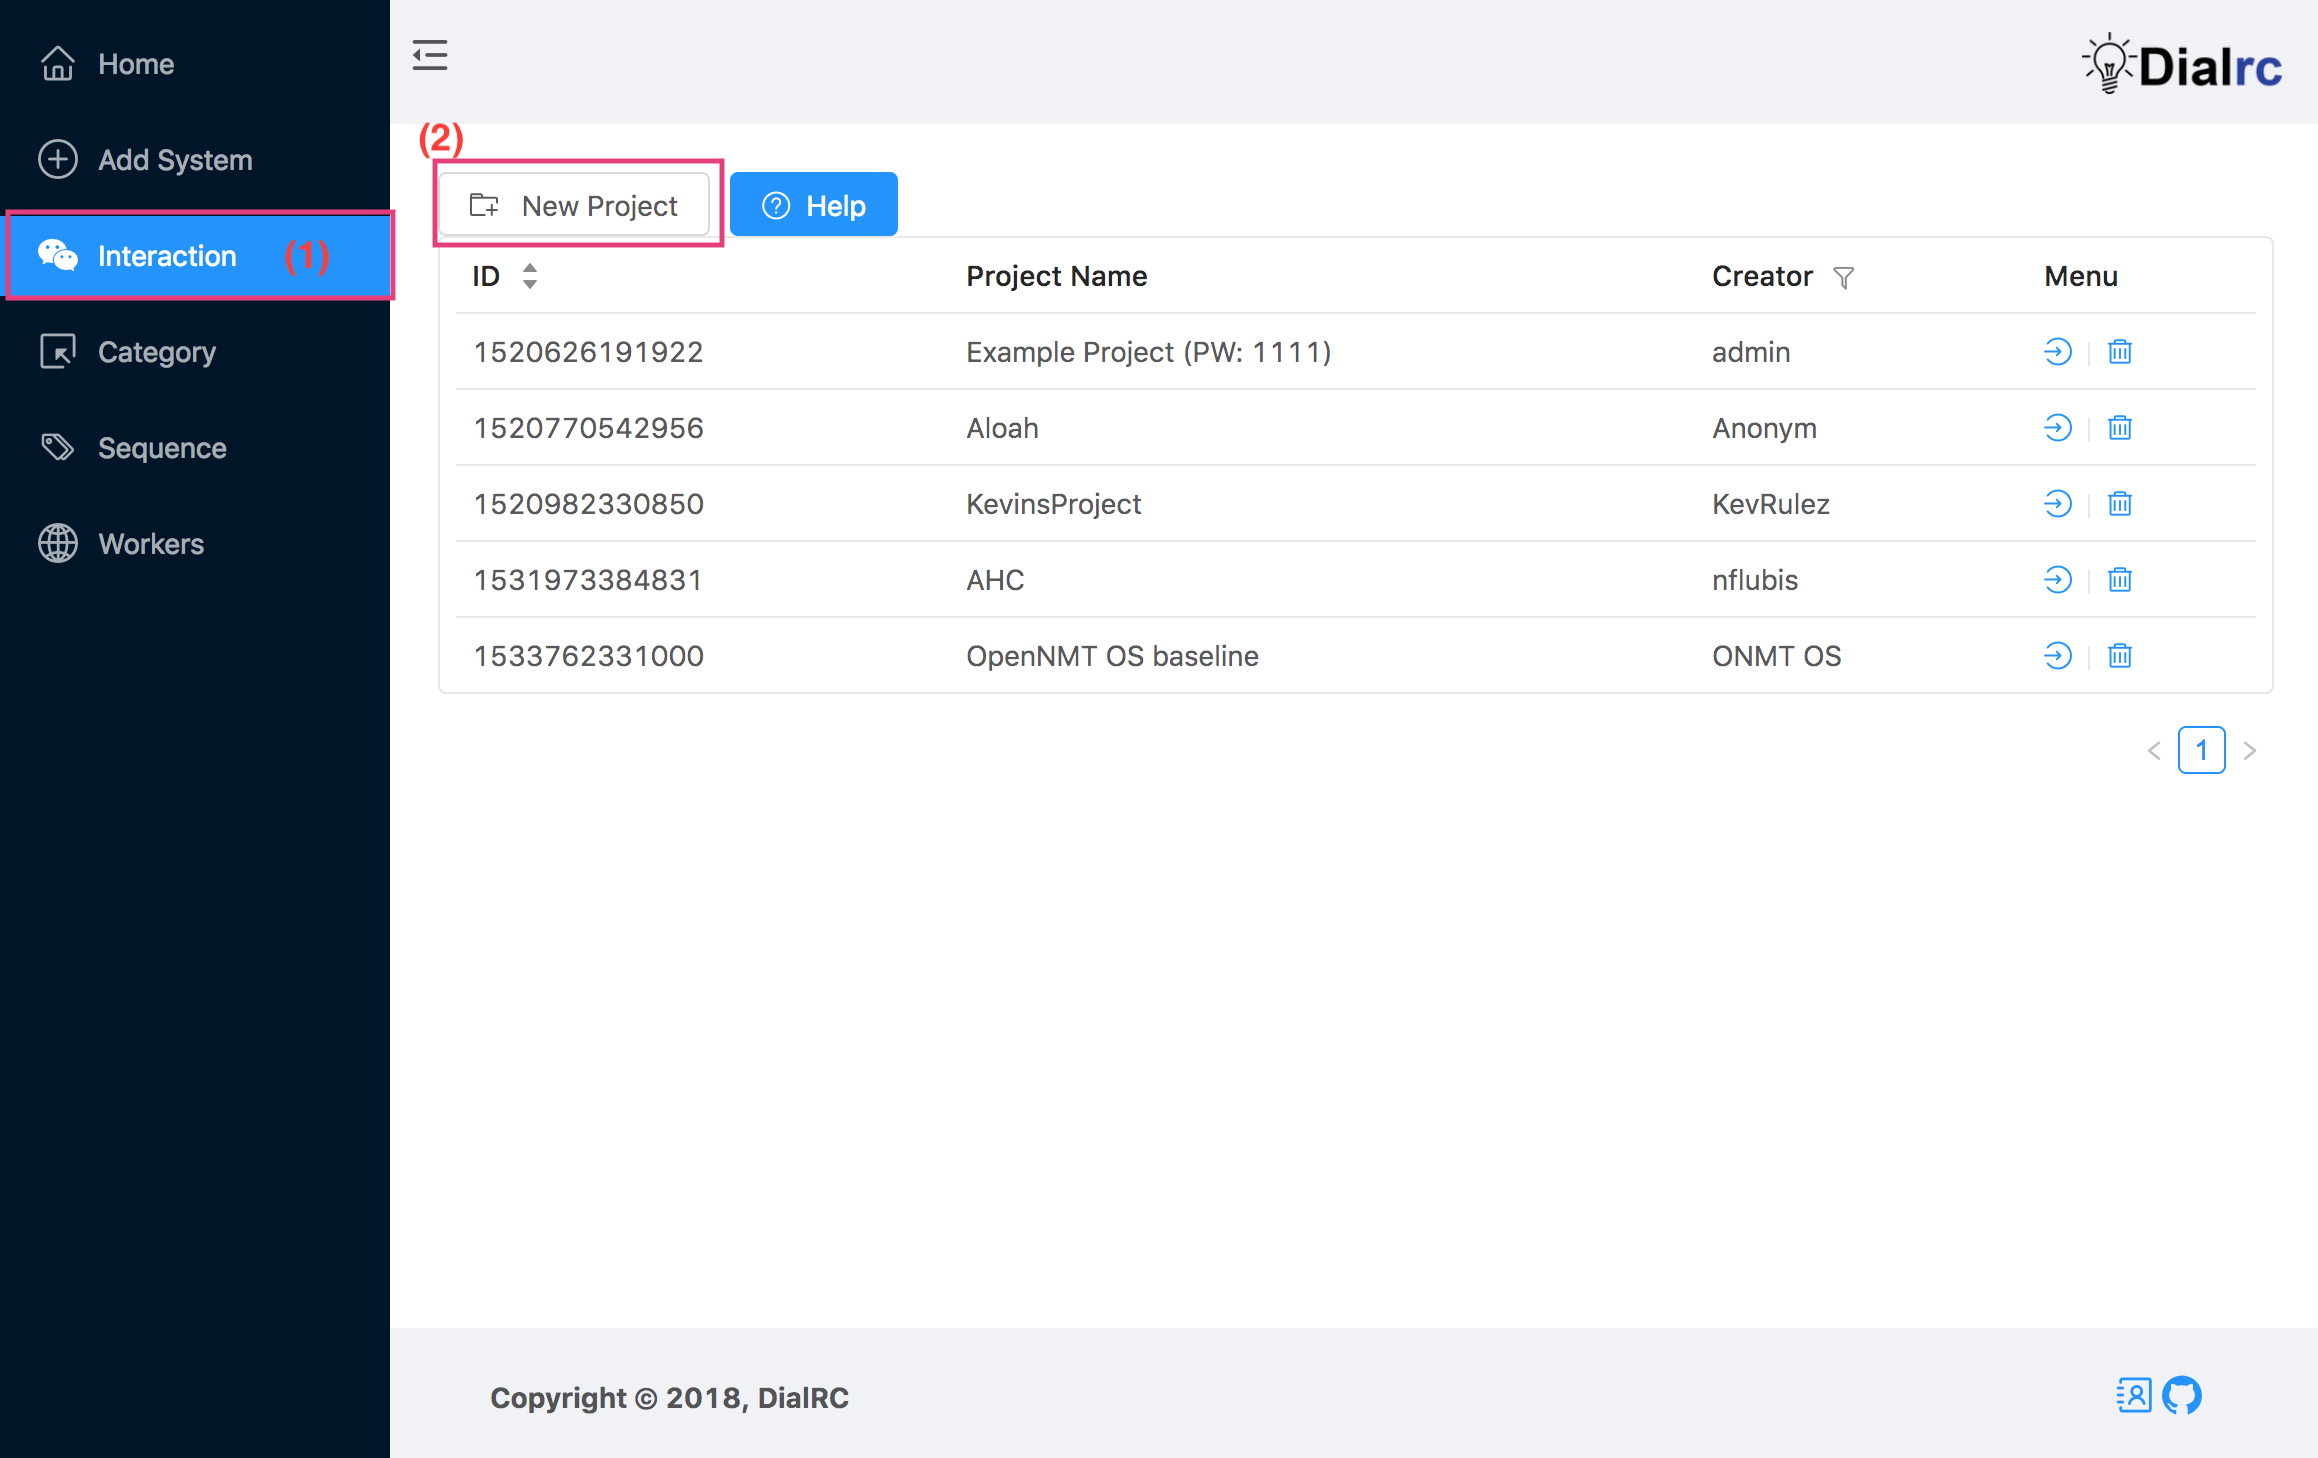 Home
Add System
Interaction (1)
Category
Sequence
Workers
Dialrc
(2)
New Project
Help
ID Project Name Creator Menu
1520626191922 Example Project (PW: 1111) admin
1520770542956 Aloah Anonym
1520982330850 KevinsProject KevRulez
1531973384831 AHC nflubis
1533762331000 OpenNMT OS baseline ONMT OS
1
Copyright © 2018, DialRC